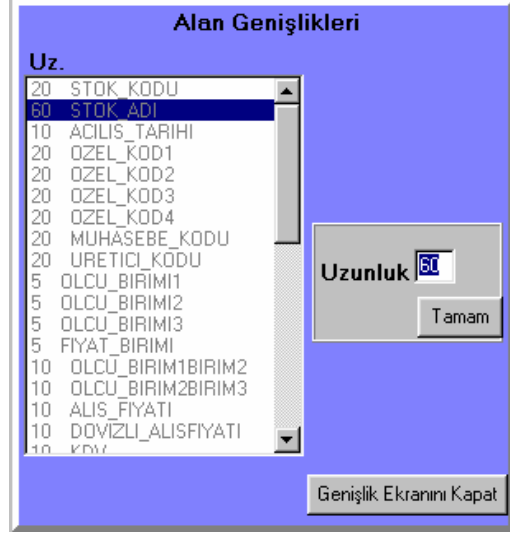 Alan Genişlikleri
Uz.
20 STOK_KODU
60 STOK_ADI
10 ACILIS_TARIHI
20 OZEL_KOD1
20 OZEL_KOD2
20 OZEL_KOD3
20 OZEL_KOD4
20 MUHASEBE_KODU
20 URETICI_KODU
5 OLCU_BIRIMI1
5 OLCU_BIRIMI2
5 OLCU_BIRIMI3
5 FIYAT_BIRIMI
10 OLCU_BIRIM1BIRIM2
10 OLCU_BIRIM2BIRIM3
10 ALIS_FIYATI
10 DOVIZLI_ALISFIYATI
10 KDV
Uzunluk 60
Tamam
Genişlik Ekranını Kapat